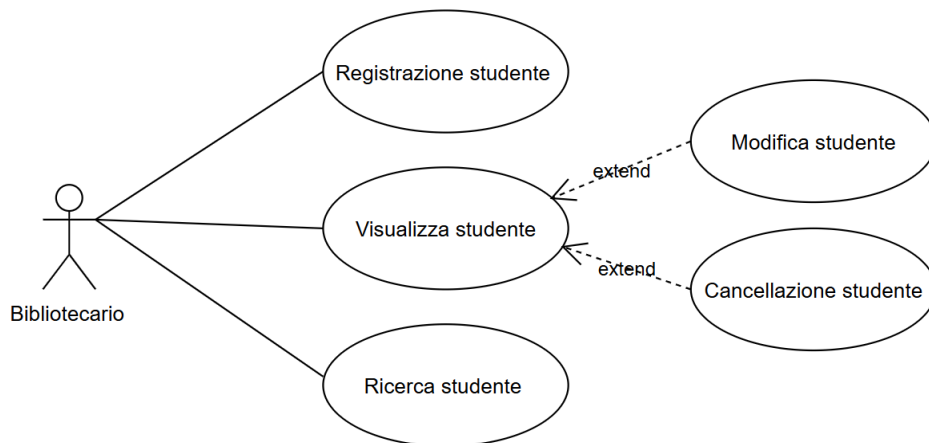 Registrazione studente
Modifica studente
extend
Visualizza studente
extend
Cancellazione studente
Bibliotecario
Ricerca studente